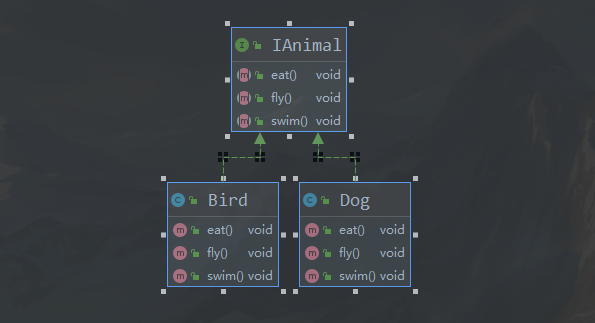 I IAnimal
m eat() void
m fly() void
m swim() void
C Bird
m eat() void
m fly() void
m swim() void
C Dog
m eat() void
m fly() void
m swim() void